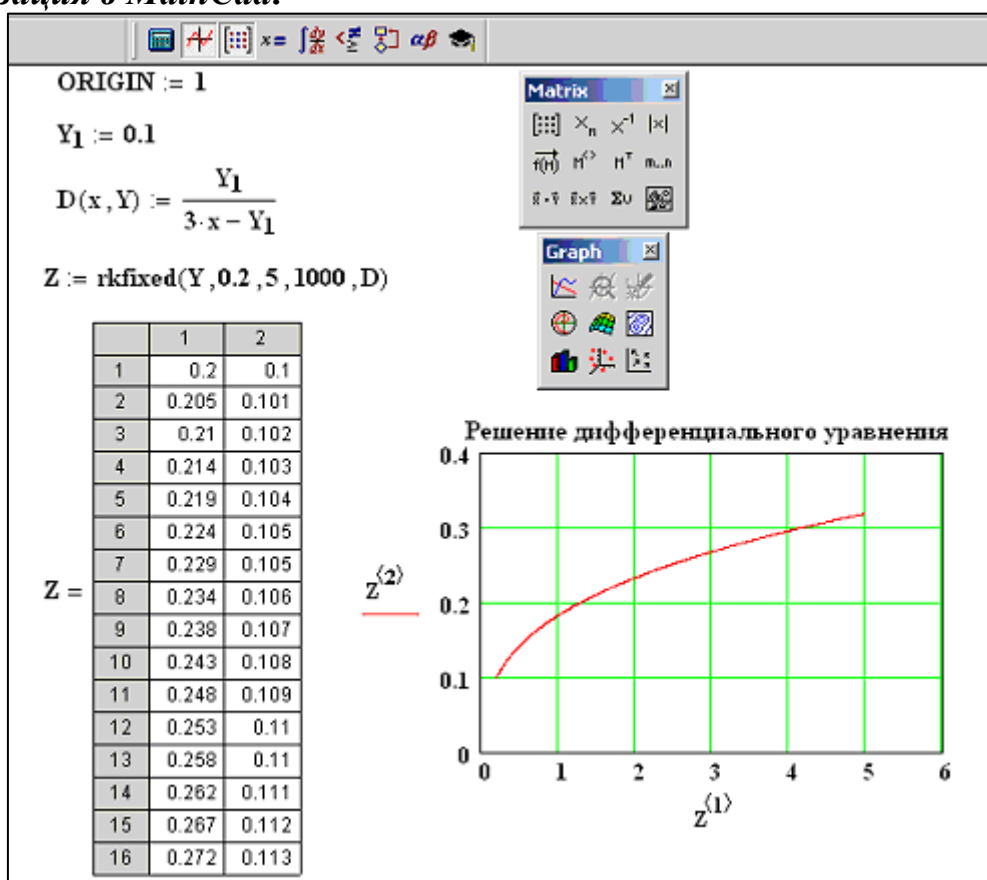 ORIGIN := 1
Y1 := 0.1
D(x,Y) := Y1 / (3·x − Y1)
Z := rkfixed(Y,0.2,5,1000,D)
Matrix
Graph
Z =
1 2
1 0.2 0.1
2 0.205 0.101
3 0.21 0.102
4 0.214 0.103
5 0.219 0.104
6 0.224 0.105
7 0.229 0.105
8 0.234 0.106
9 0.238 0.107
10 0.243 0.108
11 0.248 0.109
12 0.253 0.11
13 0.258 0.11
14 0.262 0.111
15 0.267 0.112
16 0.272 0.113
Решение дифференциального уравнения
Z⟨2⟩
0.4
0.3
0.2
0.1
0
0 1 2 3 4 5 6
Z⟨1⟩